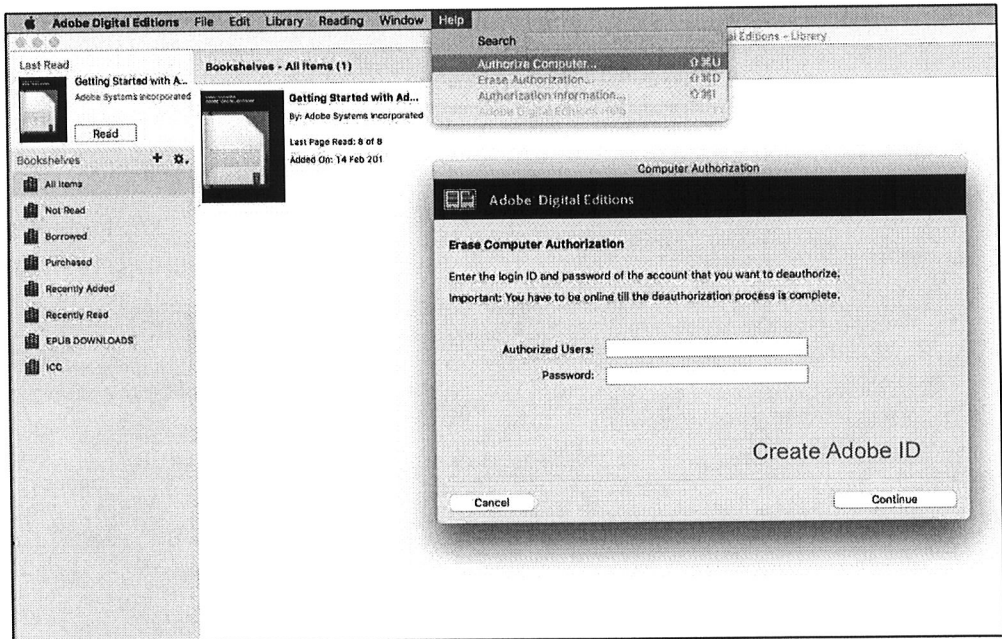 Adobe Digital Editions File Edit Library Reading Window Help
al Editions - Library
Search
Authorize Computer... ⇧⌘U
Erase Authorization... ⇧⌘D
Authorization Information... ⇧⌘I
Adobe Digital Editions Help
Last Read
Getting Started with A...
Adobe Systems Incorporated
Read
Bookshelves
All Items
Not Read
Borrowed
Purchased
Recently Added
Recently Read
EPUB DOWNLOADS
ICC
Bookshelves - All Items (1)
Getting Started with Ad...
By: Adobe Systems Incorporated
Last Page Read: 8 of 8
Added On: 14 Feb 201
Computer Authorization
Adobe Digital Editions
Erase Computer Authorization
Enter the login ID and password of the account that you want to deauthorize.
Important: You have to be online till the deauthorization process is complete.
Authorized Users:
Password:
Create Adobe ID
Cancel
Continue